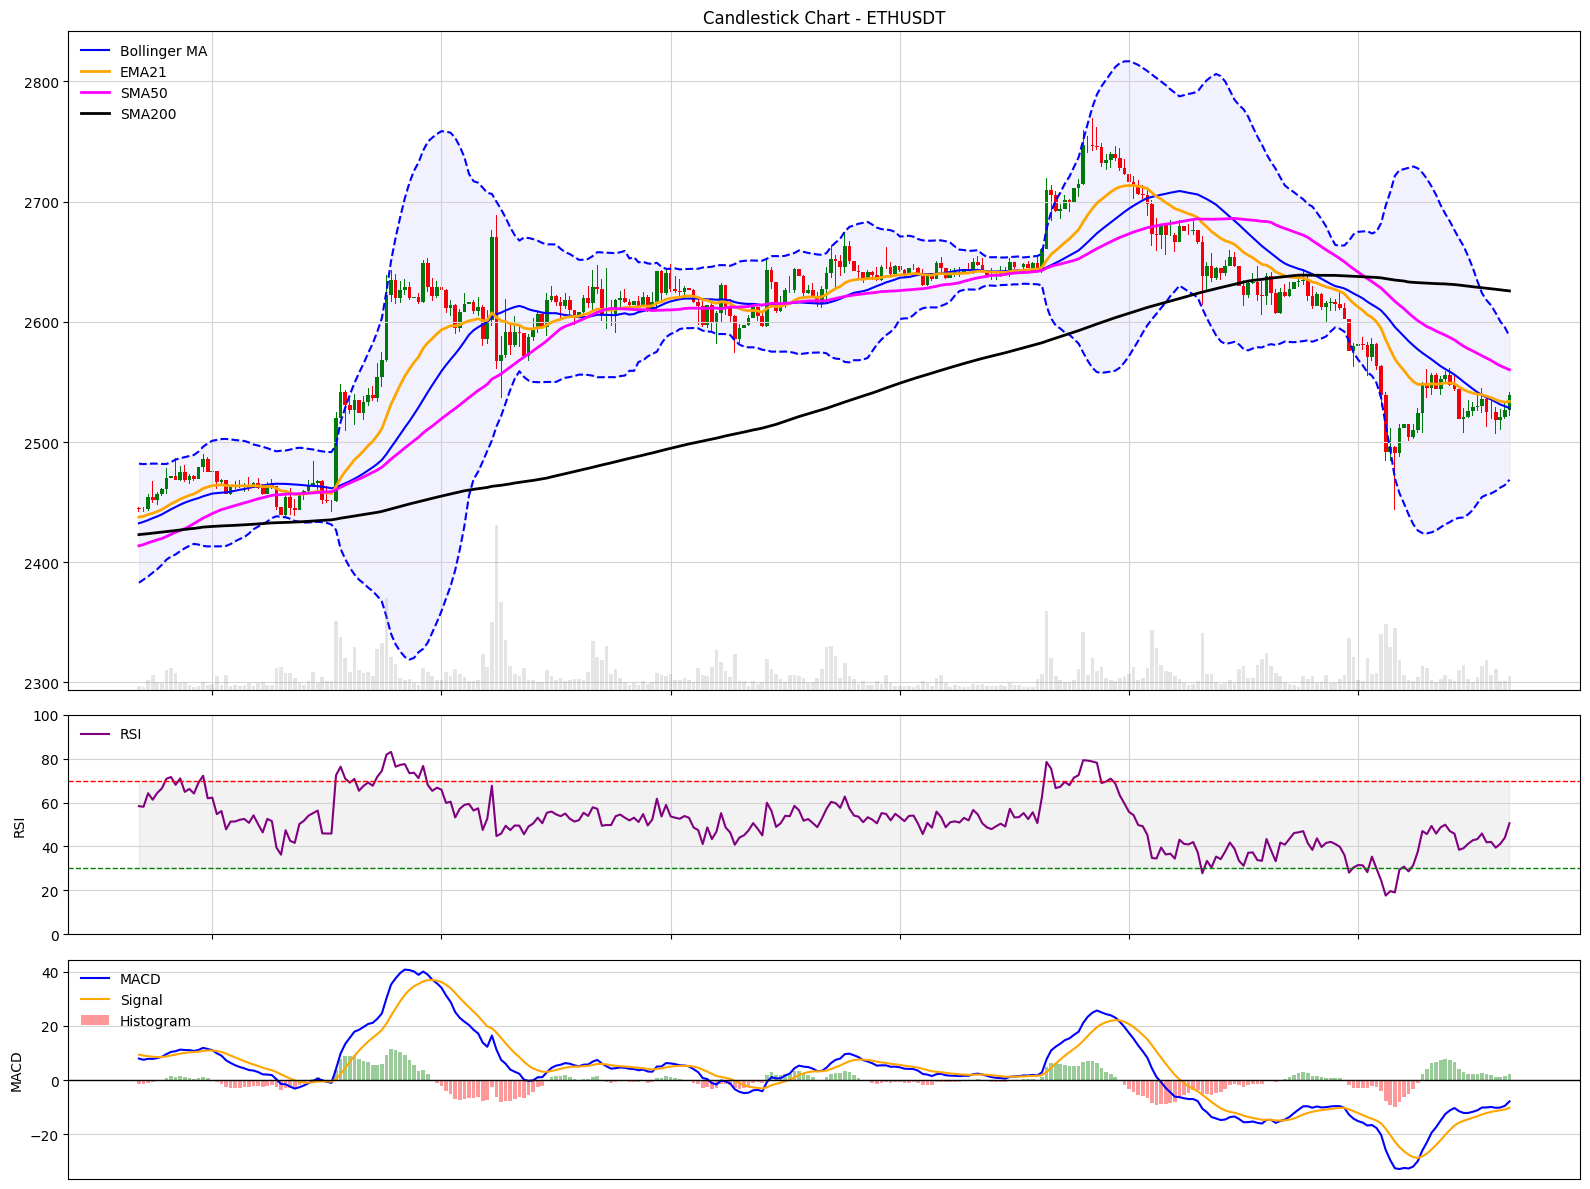 Candlestick Chart - ETHUSDT
Bollinger MA
EMA21
SMA50
SMA200
2800
2700
2600
2500
2400
2300
RSI
100
80
60
40
20
0
RSI
MACD
Signal
Histogram
40
20
0
−20
MACD